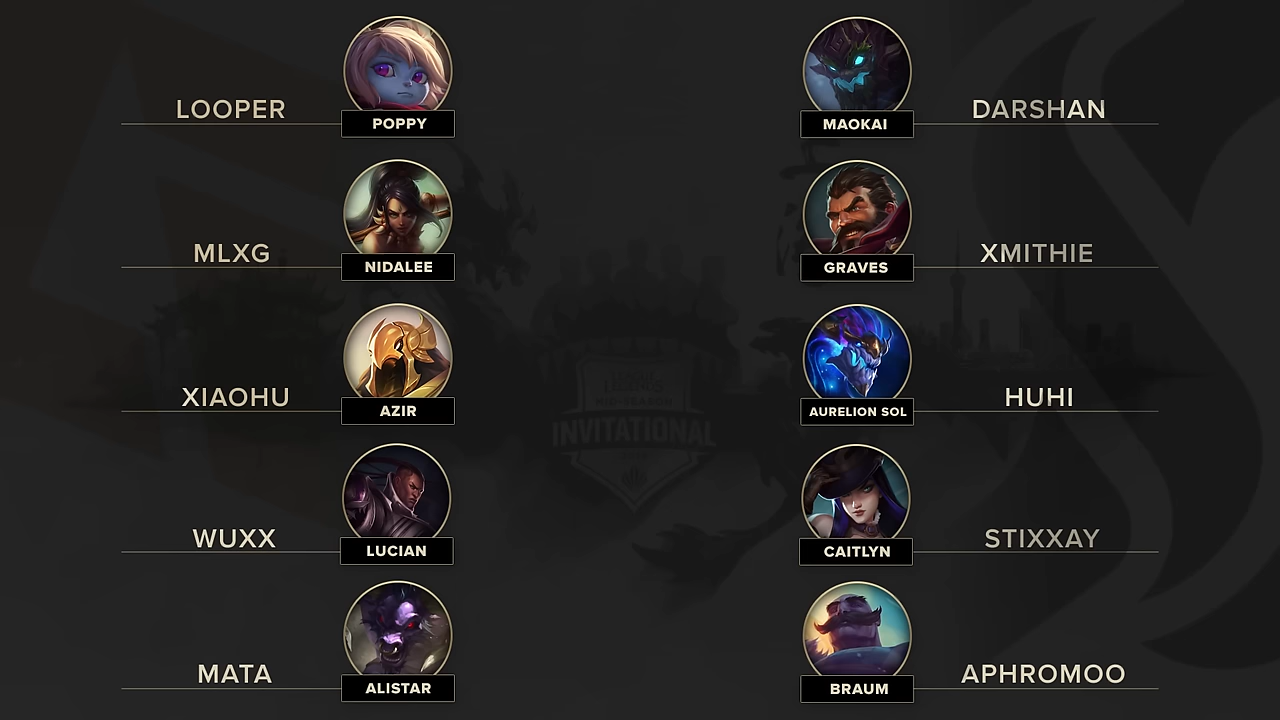 LOOPER
POPPY
MAOKAI
DARSHAN
MLXG
NIDALEE
GRAVES
XMITHIE
XIAOHU
AZIR
AURELION SOL
HUHI
INVITATIONAL
WUXX
LUCIAN
CAITLYN
STIXXAY
MATA
ALISTAR
BRAUM
APHROMOO